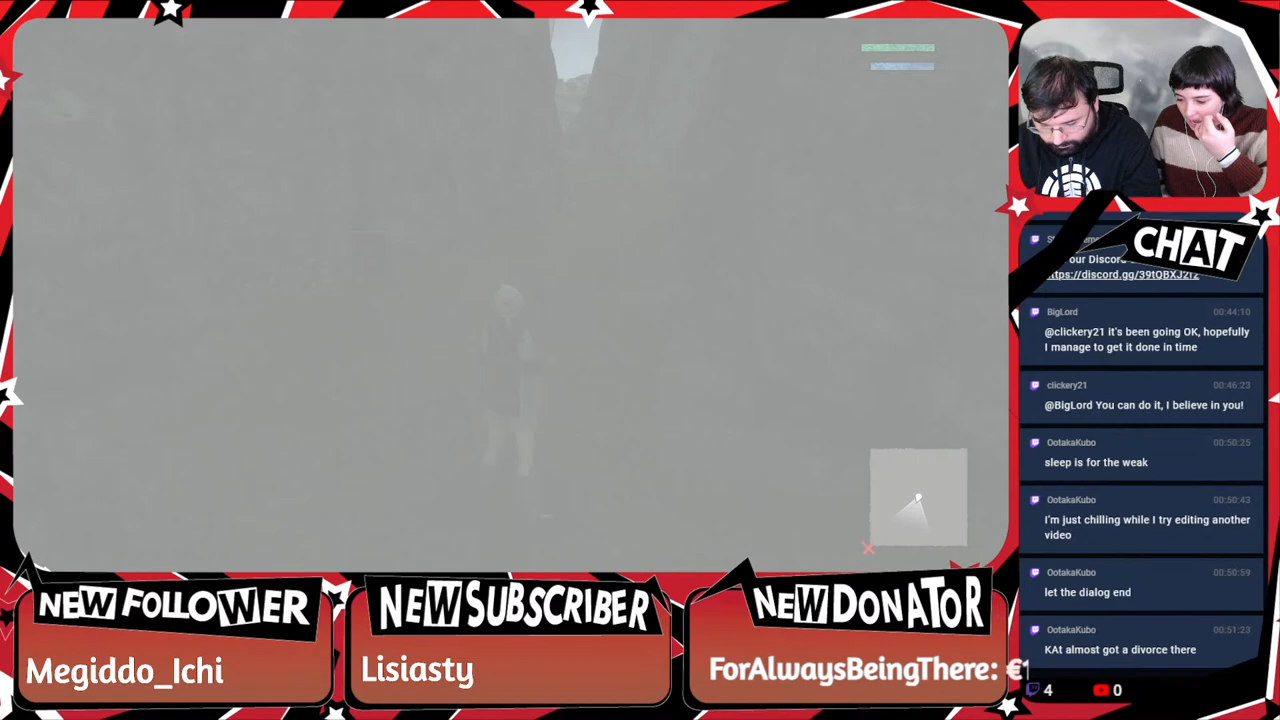 CHAT
our Discord
https://discord.gg/39tQBXJ2f2
BigLord 00:44:10
@clickery21 it's been going OK, hopefully
I manage to get it done in time
clickery21 00:46:23
@BigLord You can do it, I believe in you!
OotakaKubo 00:50:25
sleep is for the weak
OotakaKubo 00:50:43
I'm just chilling while I try editing another
video
OotakaKubo 00:50:59
let the dialog end
OotakaKubo 00:51:23
KAt almost got a divorce there
4 0
NEW FOLLOWER
Megiddo_Ichi
NEW SUBSCRIBER
Lisiasty
NEW DONATOR
ForAlwaysBeingThere: €1